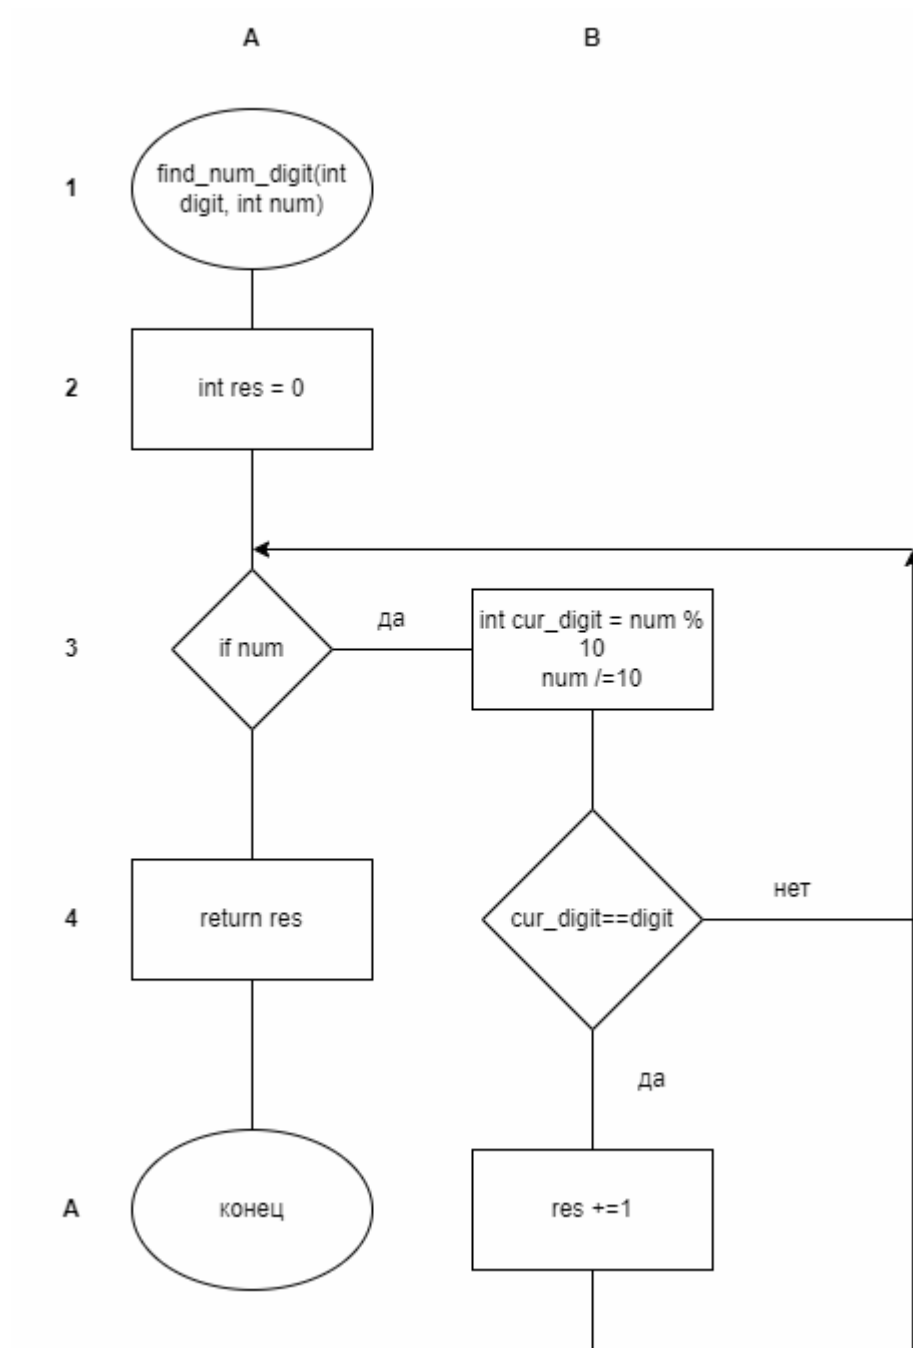 A B
1 find_num_digit(int
digit, int num)
2 int res = 0
3 if num да int cur_digit = num %
10
num /=10
4 return res cur_digit==digit нет
да
A конец res +=1